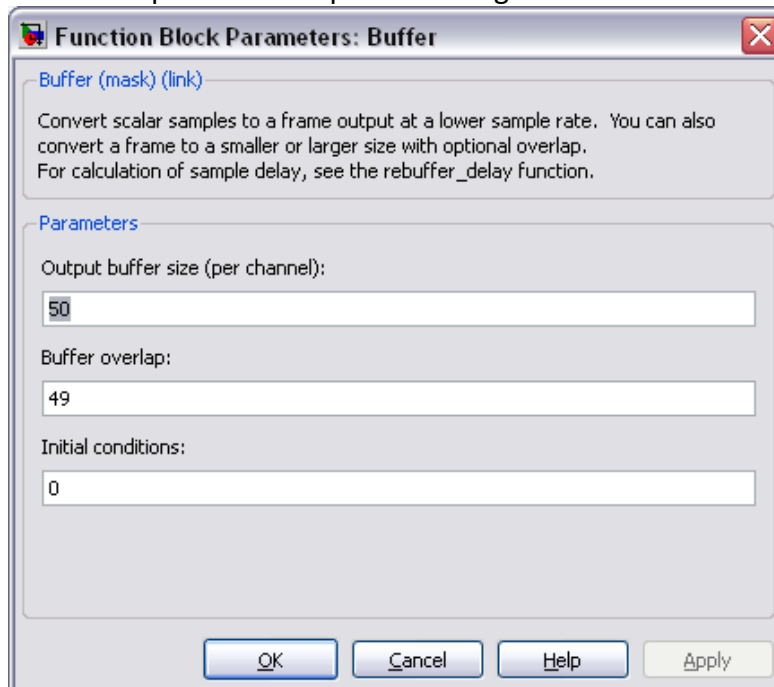 Function Block Parameters: Buffer
Buffer (mask) (link)
Convert scalar samples to a frame output at a lower sample rate.  You can also
convert a frame to a smaller or larger size with optional overlap.
For calculation of sample delay, see the rebuffer_delay function.
Parameters
Output buffer size (per channel):
50
Buffer overlap:
49
Initial conditions:
0
OK Cancel Help Apply